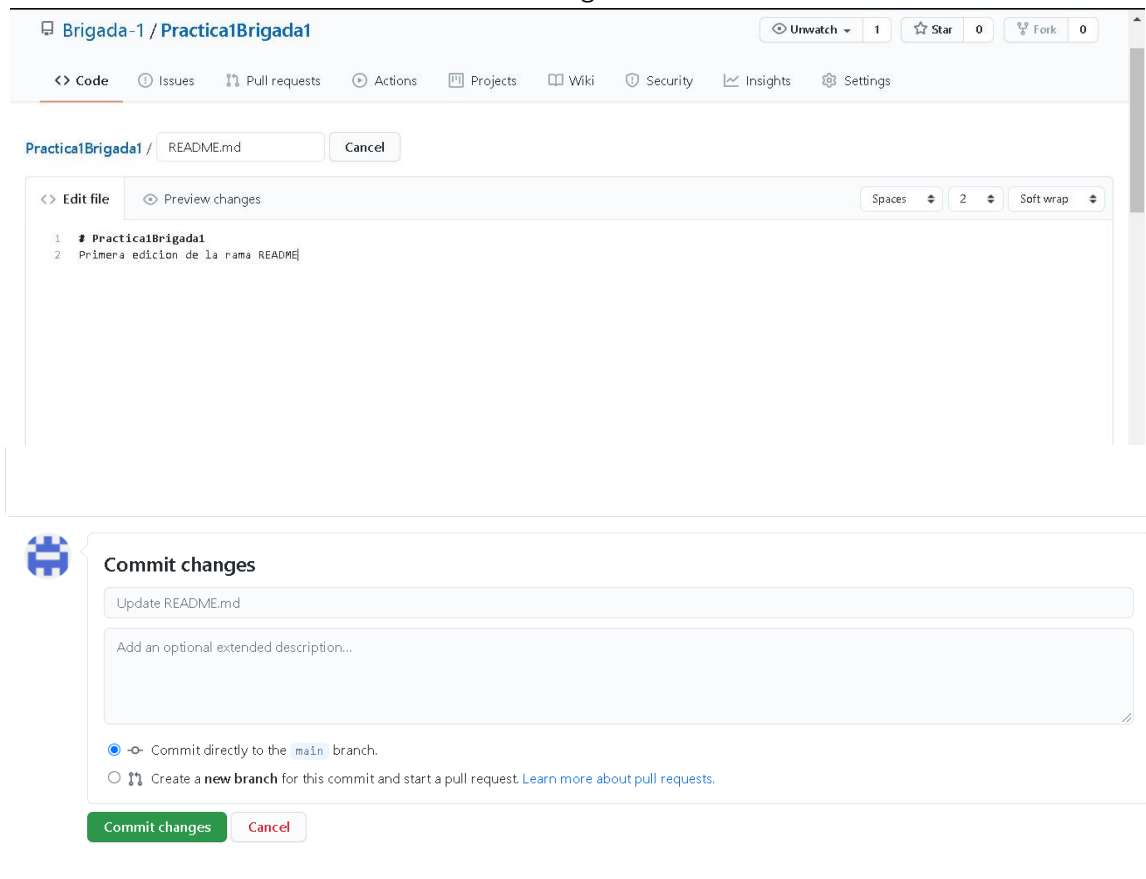 Brigada-1 / Practica1Brigada1
Unwatch 1 Star 0 Fork 0
<> Code Issues Pull requests Actions Projects Wiki Security Insights Settings
Practica1Brigada1 / README.md Cancel
<> Edit file Preview changes Spaces 2 Soft wrap
1 # Practica1Brigada1
2 Primera edicion de la rama README
Commit changes
Update README.md
Add an optional extended description...
Commit directly to the main branch.
Create a new branch for this commit and start a pull request. Learn more about pull requests.
Commit changes Cancel